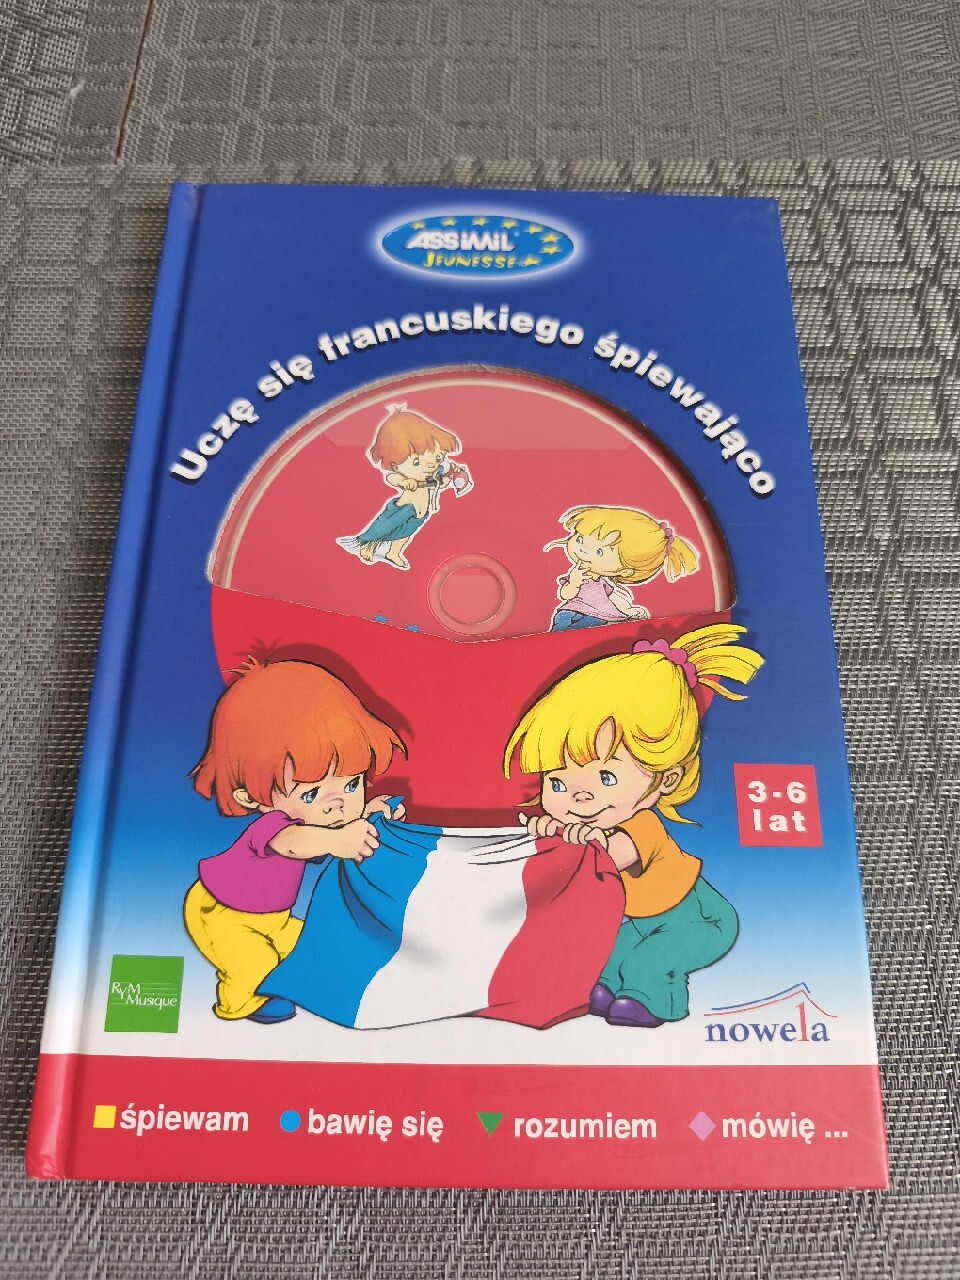 ASSiMiL
JEUNESSE
Uczę się francuskiego śpiewająco
3-6
lat
RYM
Musique
nowela
śpiewam bawię się rozumiem mówię ...